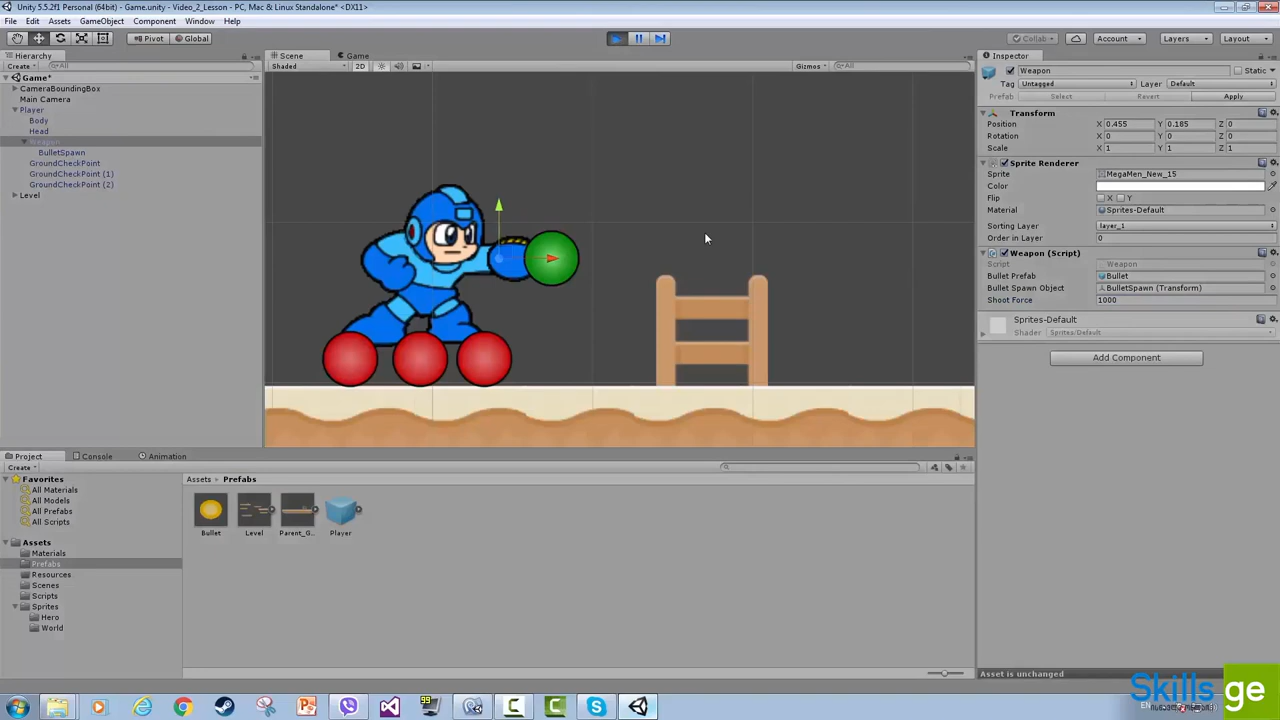 Unity 5.5.2f1 Personal (64bit) - Game.unity - Video_2_Lesson - PC, Mac & Linux Standalone* <DX11>
File Edit Assets GameObject Component Window Help
Pivot Global Collab Account Layers Layout
Hierarchy
Create All
Game*
CameraBoundingBox
Main Camera
Player
Body
Head
Weapon
BulletSpawn
GroundCheckPoint
GroundCheckPoint (1)
GroundCheckPoint (2)
Level
Scene Game
Shaded 2D Gizmos All
Inspector
Weapon Static
Tag Untagged Layer Default
Prefab Select Revert Apply
Transform
Position X 0.455 Y 0.185 Z 0
Rotation X 0 Y 0 Z 0
Scale X 1 Y 1 Z 1
Sprite Renderer
Sprite MegaMen_New_15
Color
Flip X Y
Material Sprites-Default
Sorting Layer layer_1
Order in Layer 0
Weapon (Script)
Script Weapon
Bullet Prefab Bullet
Bullet Spawn Object BulletSpawn (Transform)
Shoot Force 1000
Sprites-Default
Shader Sprites/Default
Add Component
Project Console Animation
Create
Favorites
All Materials
All Models
All Prefabs
All Scripts
Assets
Materials
Prefabs
Resources
Scenes
Scripts
Sprites
Hero
World
Assets Prefabs
Bullet Level Parent_G... Player
Asset is unchanged
Skills ge
99
EN